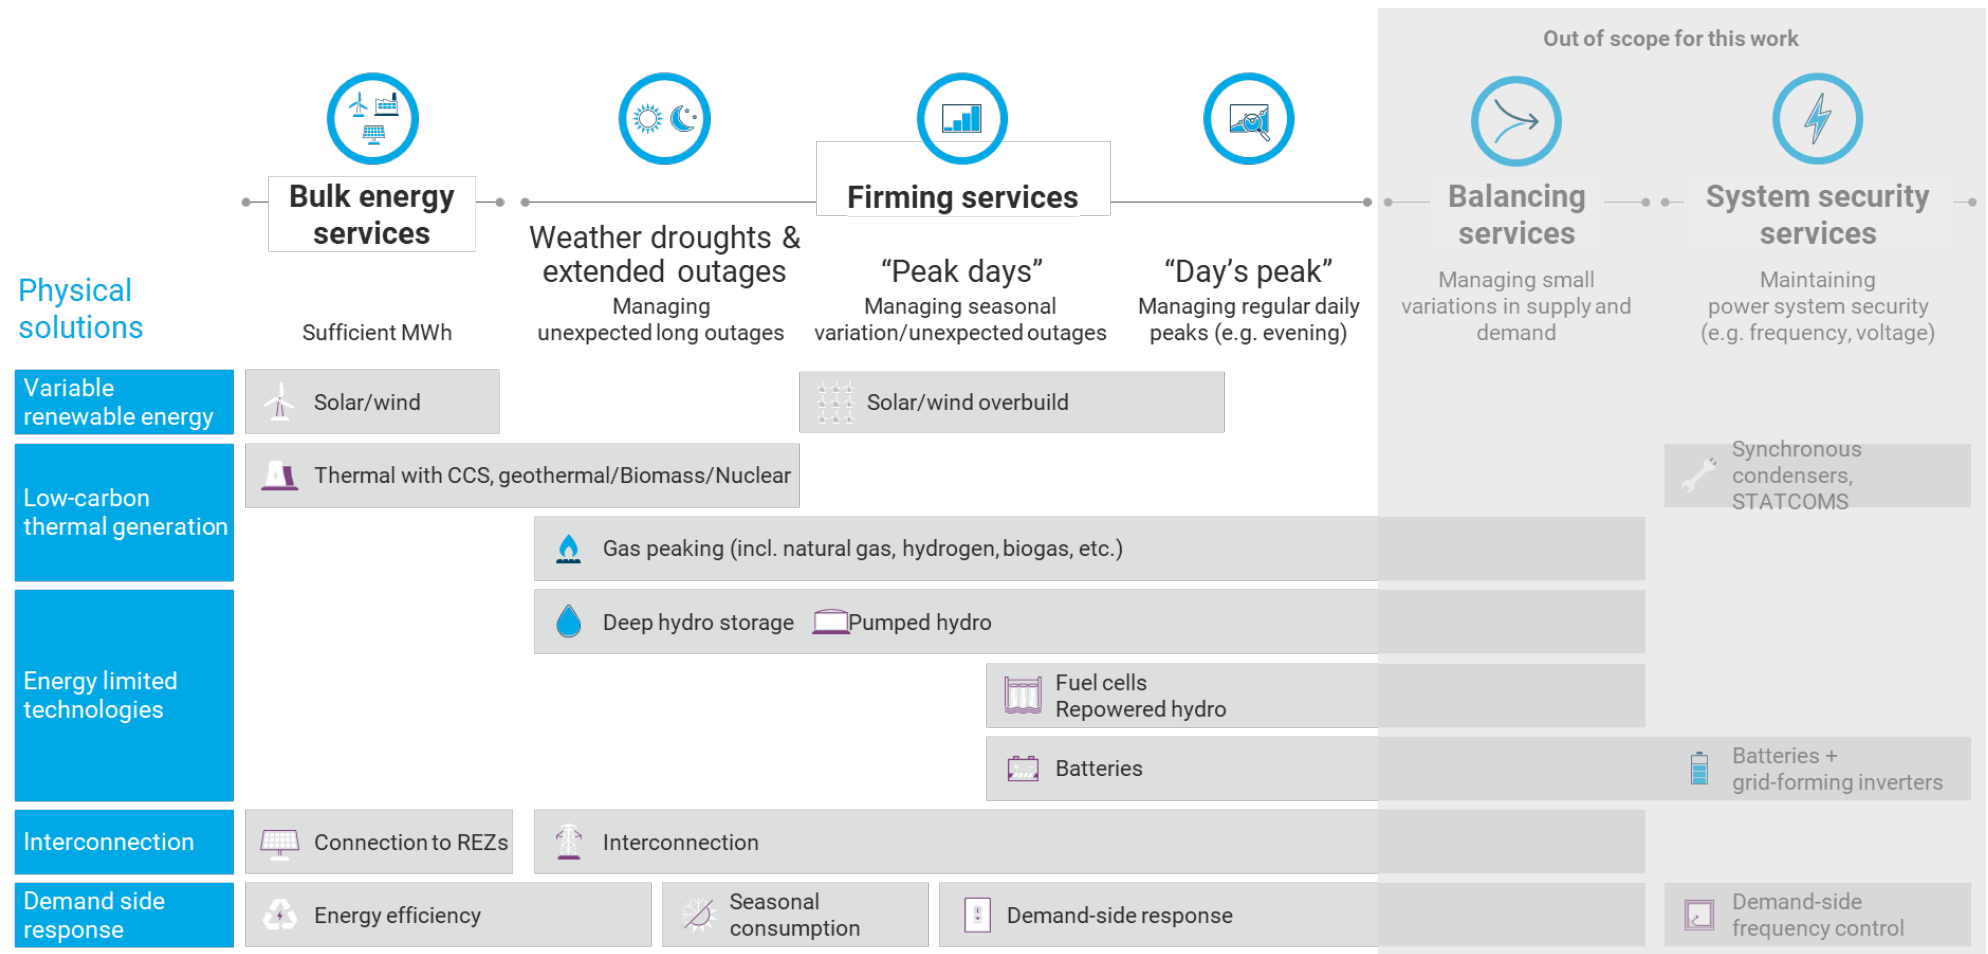 Out of scope for this work
Bulk energy
services
Firming services
Balancing
services
System security
services
Weather droughts &
extended outages
"Peak days"
"Day's peak"
Physical
solutions
Sufficient MWh
Managing
unexpected long outages
Managing seasonal
variation/unexpected outages
Managing regular daily
peaks (e.g. evening)
Managing small
variations in supply and
demand
Maintaining
power system security
(e.g. frequency, voltage)
Variable
renewable energy
Solar/wind
Solar/wind overbuild
Low-carbon
thermal generation
Thermal with CCS, geothermal/Biomass/Nuclear
Synchronous
condensers,
STATCOMS
Gas peaking (incl. natural gas, hydrogen, biogas, etc.)
Energy limited
technologies
Deep hydro storage
Pumped hydro
Fuel cells
Repowered hydro
Batteries
Batteries +
grid-forming inverters
Interconnection
Connection to REZs
Interconnection
Demand side
response
Energy efficiency
Seasonal
consumption
Demand-side response
Demand-side
frequency control